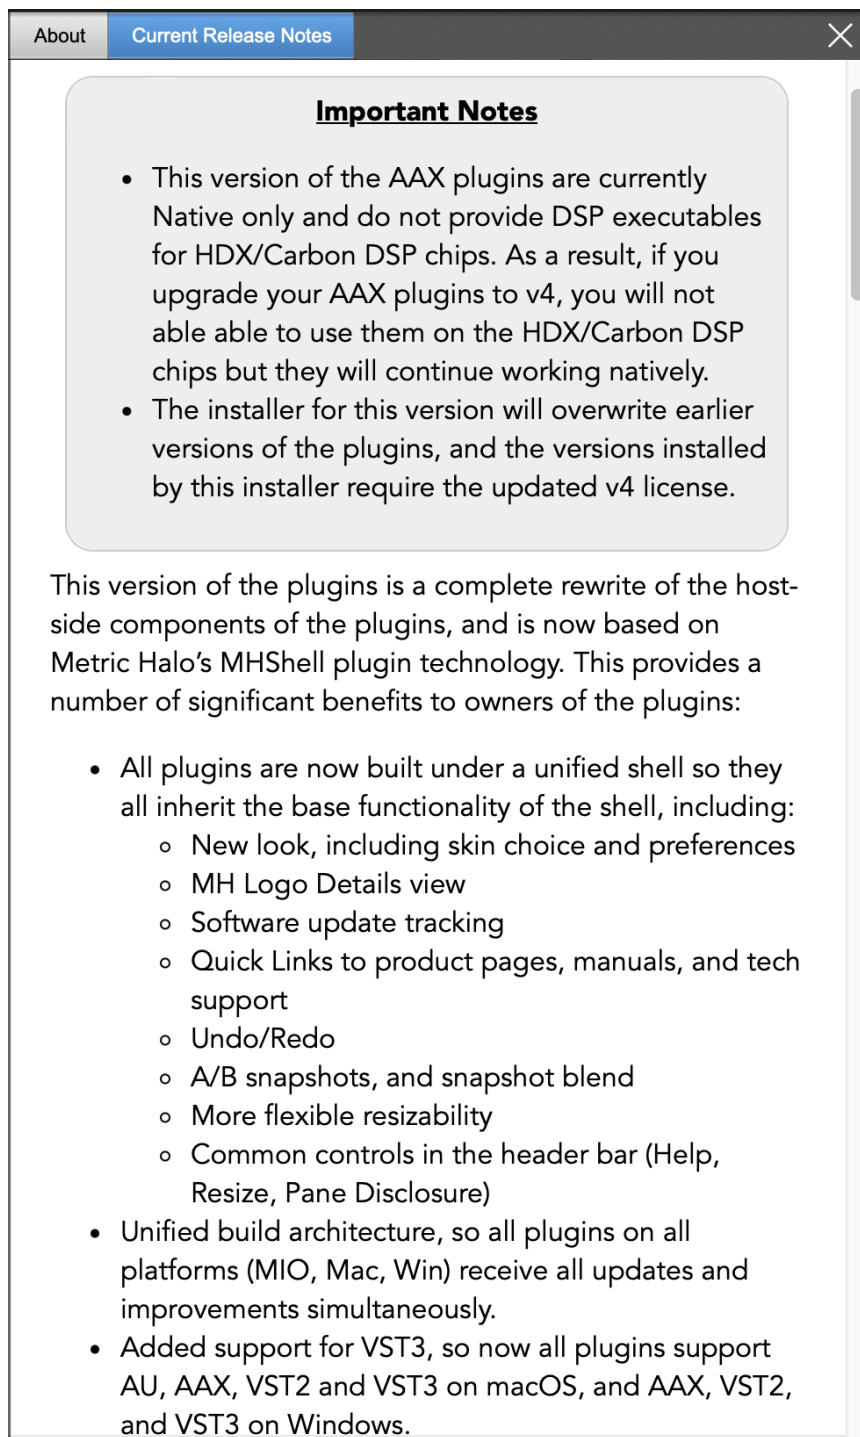 About
Current Release Notes
Important Notes
• This version of the AAX plugins are currently
Native only and do not provide DSP executables
for HDX/Carbon DSP chips. As a result, if you
upgrade your AAX plugins to v4, you will not
able able to use them on the HDX/Carbon DSP
chips but they will continue working natively.
• The installer for this version will overwrite earlier
versions of the plugins, and the versions installed
by this installer require the updated v4 license.
This version of the plugins is a complete rewrite of the host-
side components of the plugins, and is now based on
Metric Halo’s MHShell plugin technology. This provides a
number of significant benefits to owners of the plugins:
• All plugins are now built under a unified shell so they
all inherit the base functionality of the shell, including:
◦ New look, including skin choice and preferences
◦ MH Logo Details view
◦ Software update tracking
◦ Quick Links to product pages, manuals, and tech
support
◦ Undo/Redo
◦ A/B snapshots, and snapshot blend
◦ More flexible resizability
◦ Common controls in the header bar (Help,
Resize, Pane Disclosure)
• Unified build architecture, so all plugins on all
platforms (MIO, Mac, Win) receive all updates and
improvements simultaneously.
• Added support for VST3, so now all plugins support
AU, AAX, VST2 and VST3 on macOS, and AAX, VST2,
and VST3 on Windows.